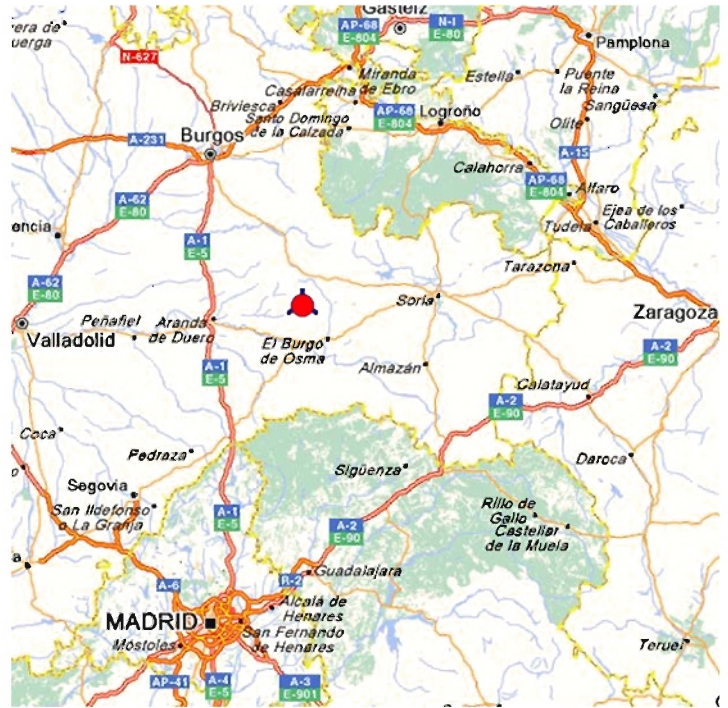 Gasteiz
AP-68
E-804
N-I
E-80
Pamplona
N-627
Miranda
de Ebro
Estella
Puente
la Reina
Casalarreina
Briviesca
Sangüesa
Santo Domingo
de la Calzada
AP-68
E-804
Logroño
Olite
Burgos
A-231
A-15
Calahorra
AP-68
E-804
Alfaro
A-62
E-80
Ejea de los
Caballeros
Tudela
encia
A-1
E-5
Tarazona
A-62
E-80
Soria
Zaragoza
Valladolid
Peñafiel
Aranda
de Duero
El Burgo
de Osma
A-2
E-90
A-1
E-5
Almazán
Calatayud
A-2
E-90
Coca
Pedraza
Sigüenza
Daroca
Segovia
San Ildefonso
o La Granja
A-1
E-5
A-2
E-90
Rillo de
Gallo
Castellar
de la Muela
R-2
Guadalajara
A-6
Alcalá de
Henares
MADRID
San Fernando
de Henares
Móstoles
Teruel
AP-41
A-4
E-5
A-3
E-901